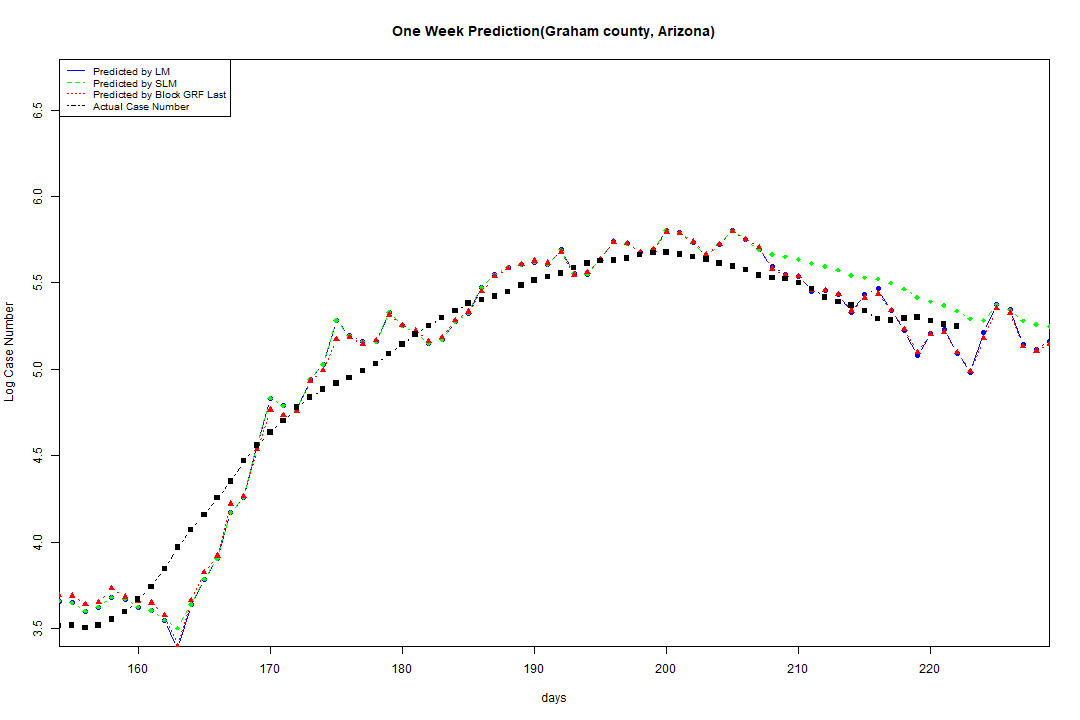 One Week Prediction(Graham county, Arizona)
Predicted by LM
Predicted by SLM
Predicted by Block GRF Last
Actual Case Number
Log Case Number
6.5
6.0
5.5
5.0
4.5
4.0
3.5
160 170 180 190 200 210 220
days